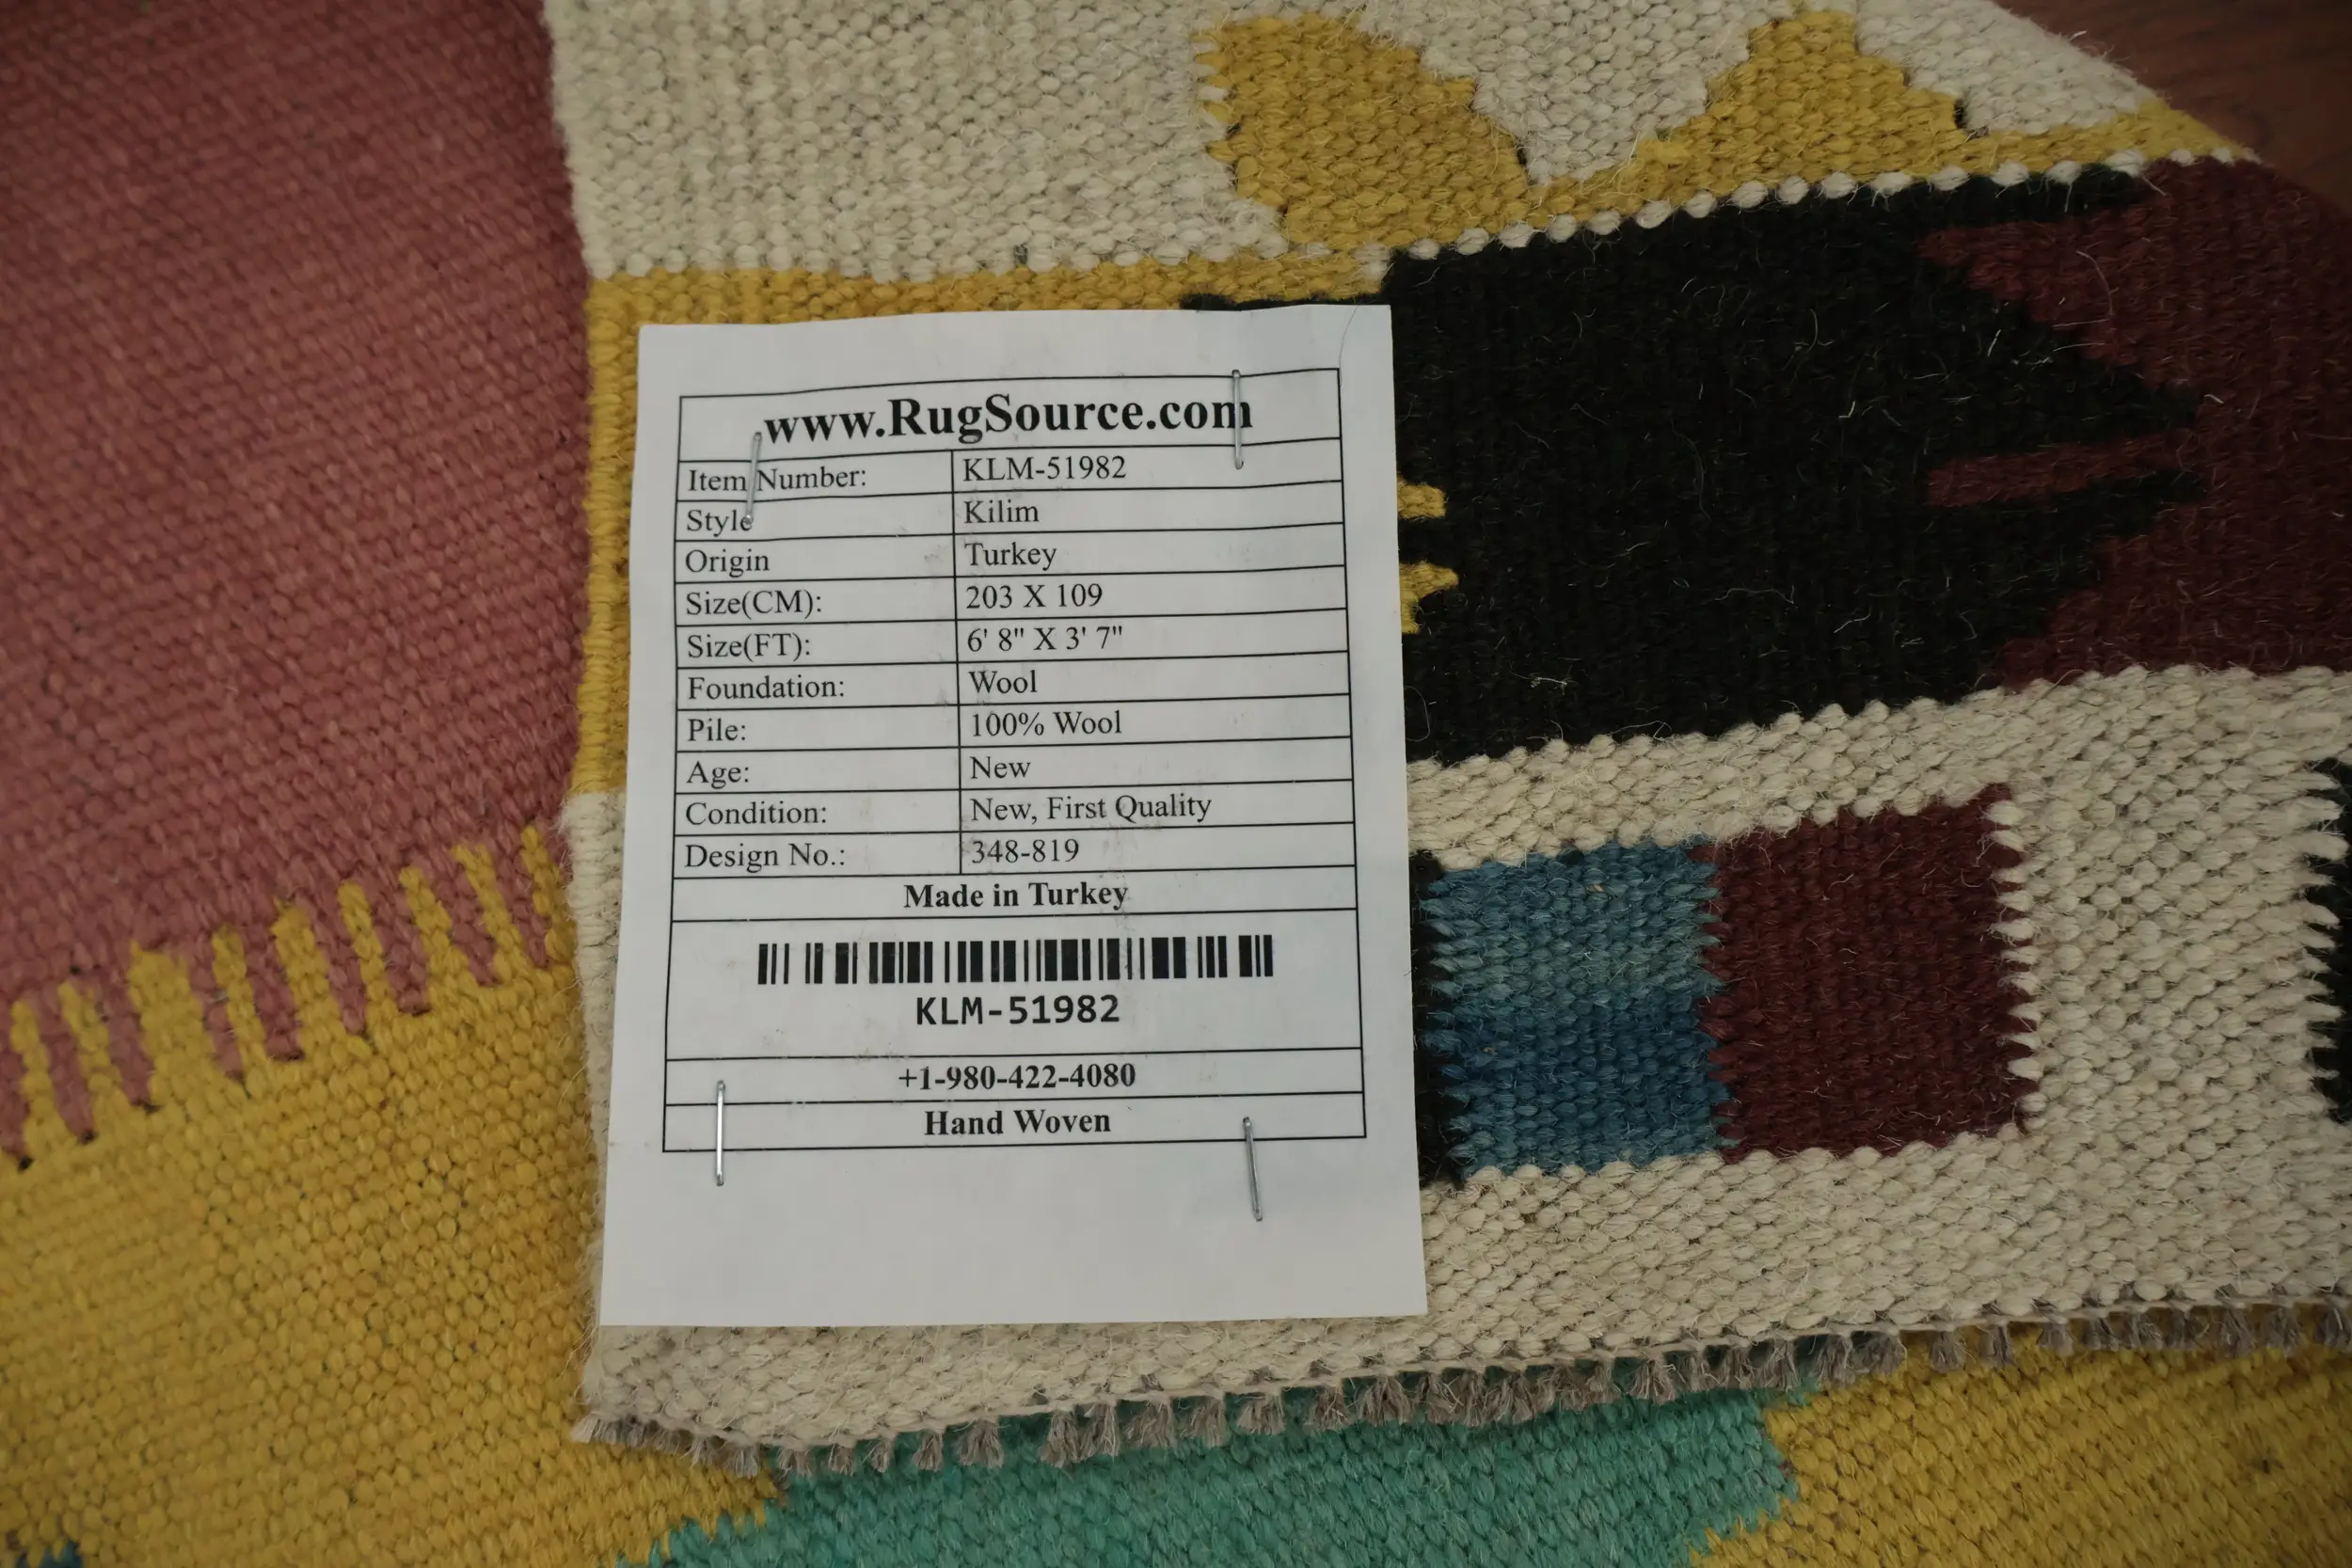 www.RugSource.com
Item Number: KLM-51982
Style Kilim
Origin Turkey
Size(CM): 203 X 109
Size(FT): 6' 8" X 3' 7"
Foundation: Wool
Pile: 100% Wool
Age: New
Condition: New, First Quality
Design No.: 348-819
Made in Turkey
KLM-51982
+1-980-422-4080
Hand Woven